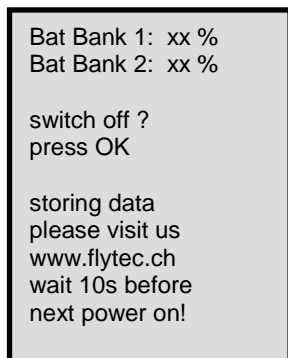 Bat Bank 1: xx %
Bat Bank 2: xx %
switch off ?
press OK
storing data
please visit us
www.flytec.ch
wait 10s before
next power on!